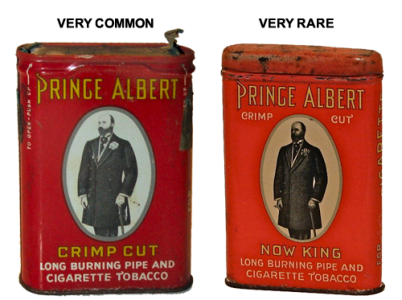 VERY COMMON
PRINCE ALBERT
CRIMP CUT
LONG BURNING PIPE AND
CIGARETTE TOBACCO
VERY RARE
PRINCE ALBERT
CRIMP CUT
NOW KING
LONG BURNING PIPE AND
CIGARETTE TOBACCO